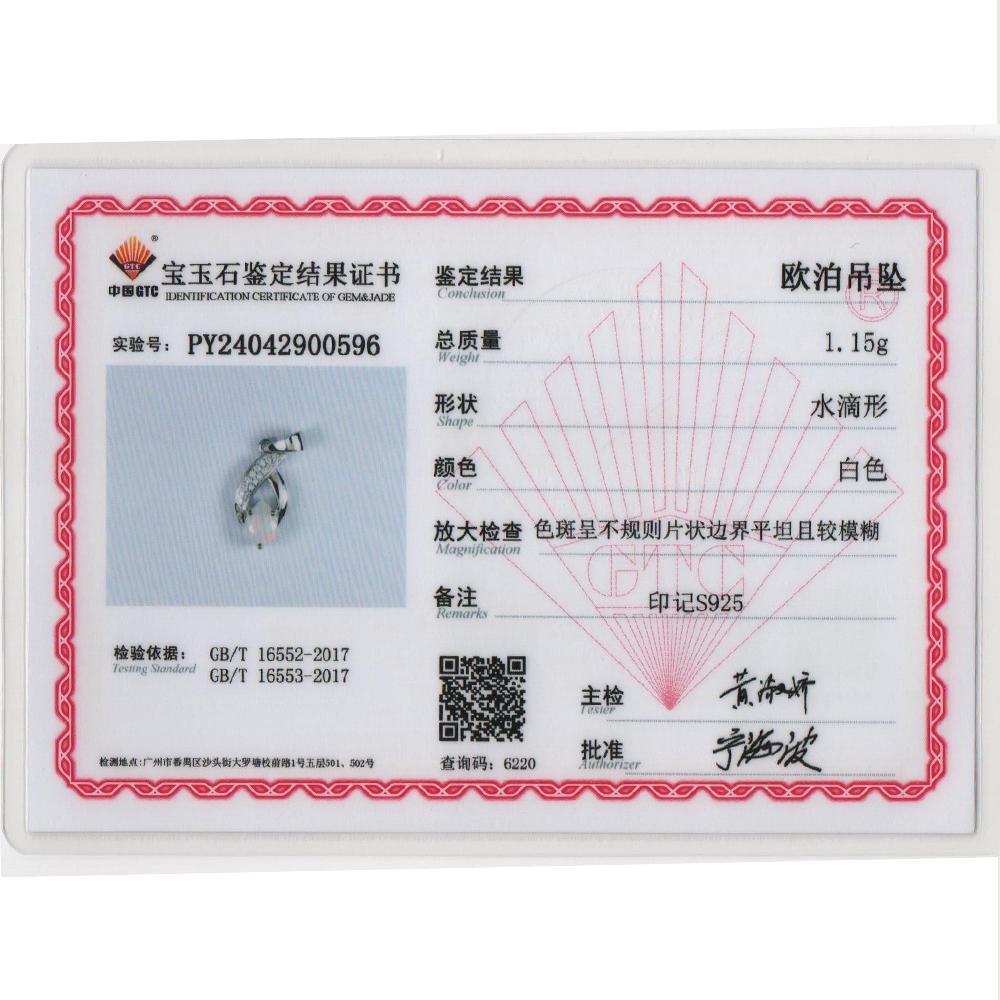 GTC
®
中国GTC
宝玉石鉴定结果证书
IDENTIFICATION CERTIFICATE OF GEM&JADE
实验号: PY24042900596
检验依据: GB/T 16552-2017
Testing Standard GB/T 16553-2017
检测地点:广州市番禺区沙头街大罗塘校前路1号五层501、502号
鉴定结果 欧泊吊坠
Conclusion
总质量 1.15g
Weight
形状 水滴形
Shape
颜色 白色
Color
放大检查 色斑呈不规则片状边界平坦且较模糊
Magnification
备注 印记S925
Remarks
GTC
R
查询码: 6220
主检
Tester
批准 宁海波
Authorizer